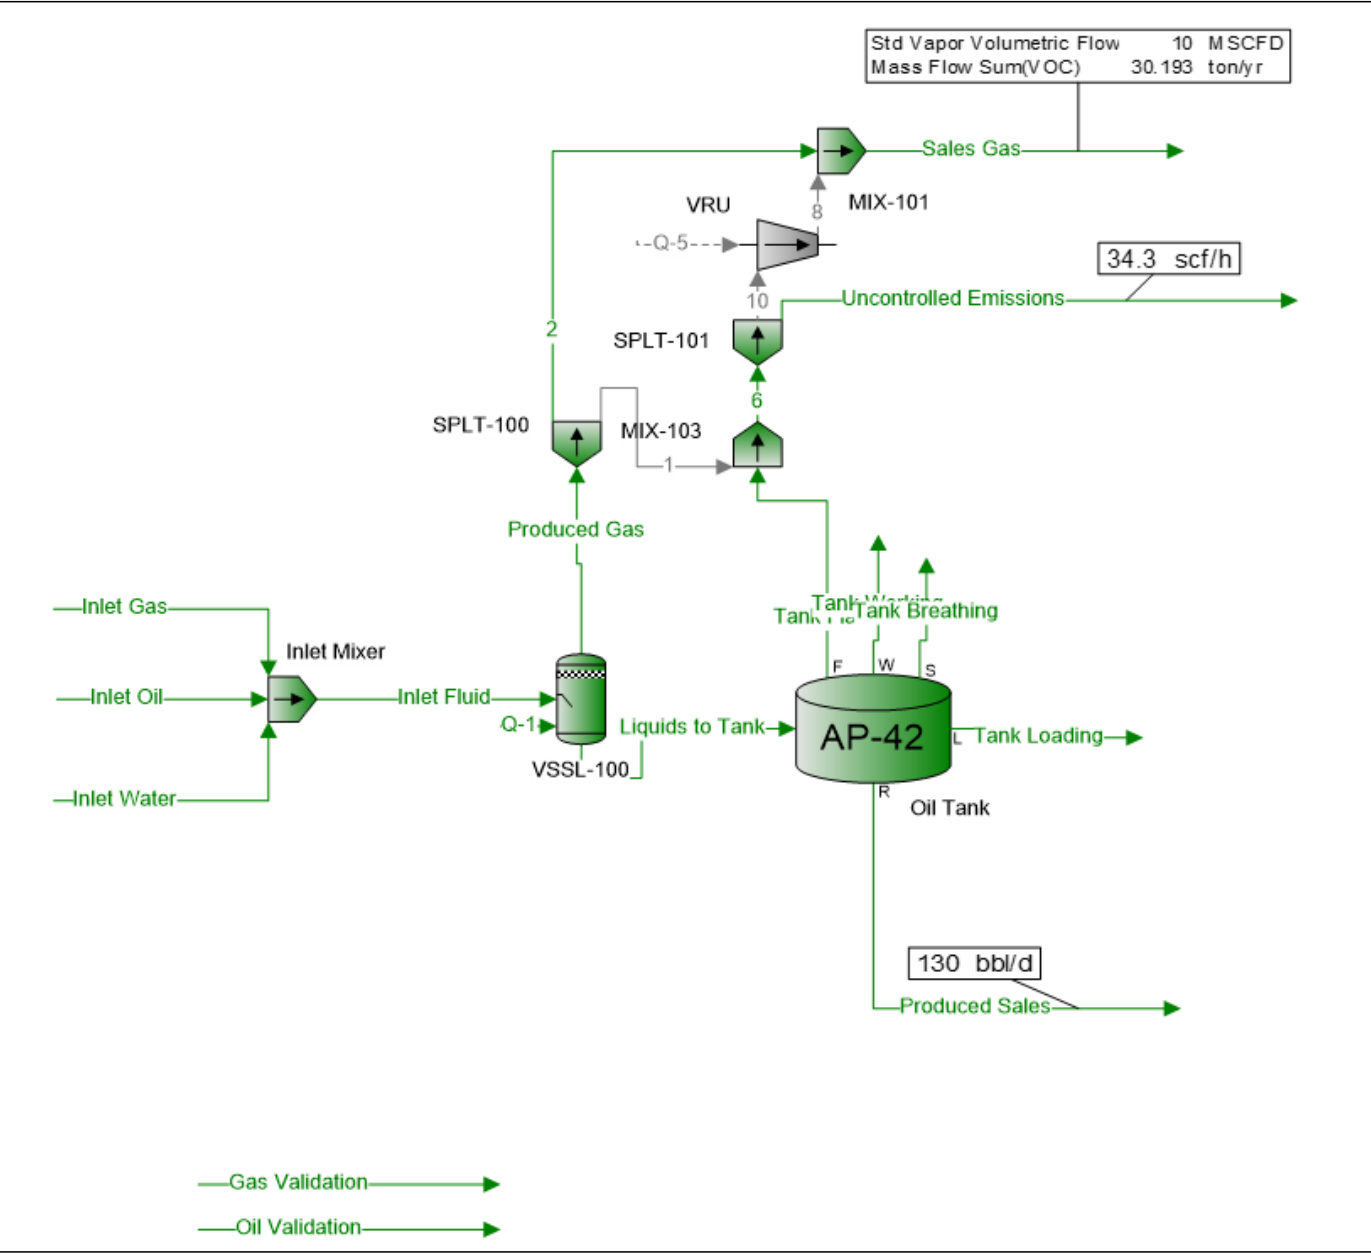 Std Vapor Volumetric Flow 10 MSCFD
Mass Flow Sum(VOC) 30.193 ton/yr
Sales Gas
MIX-101
VRU
8
Q-5
34.3 scf/h
10
Uncontrolled Emissions
2
SPLT-101
6
SPLT-100
MIX-103
1
Produced Gas
Tank Breathing
Tank Working
Tank
Inlet Gas
Inlet Mixer
F
W
S
Inlet Oil
Inlet Fluid
Q-1
Liquids to Tank
AP-42
L
Tank Loading
VSSL-100
R
Inlet Water
Oil Tank
130 bbl/d
Produced Sales
Gas Validation
Oil Validation